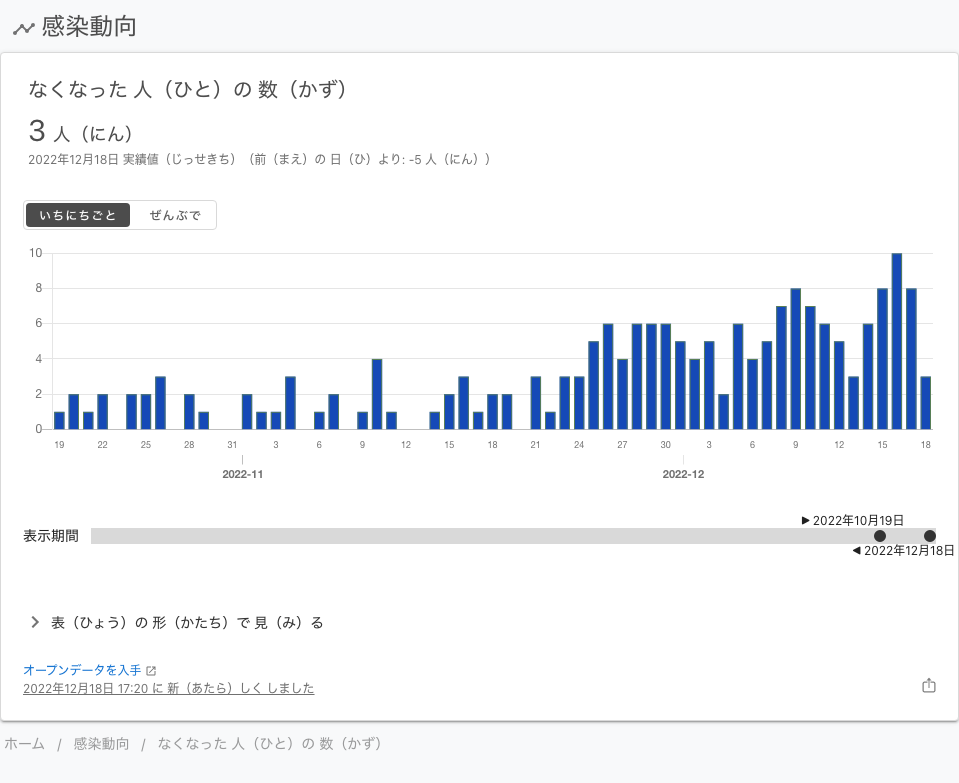 感染動向
なくなった 人（ひと）の 数（かず）
3 人（にん）
2022年12月18日 実績値（じっせきち）（前（まえ）の 日（ひ）より: -5 人（にん））
いちにちごと ぜんぶで
10
8
6
4
2
0
19 22 25 28 31 3 6 9 12 15 18 21 24 27 30 3 6 9 12 15 18
2022-11 2022-12
▶ 2022年10月19日
表示期間
◀ 2022年12月18日
表（ひょう）の 形（かたち）で 見（み）る
オープンデータを入手
2022年12月18日 17:20 に 新（あたら）しく しました
ホーム / 感染動向 / なくなった 人（ひと）の 数（かず）